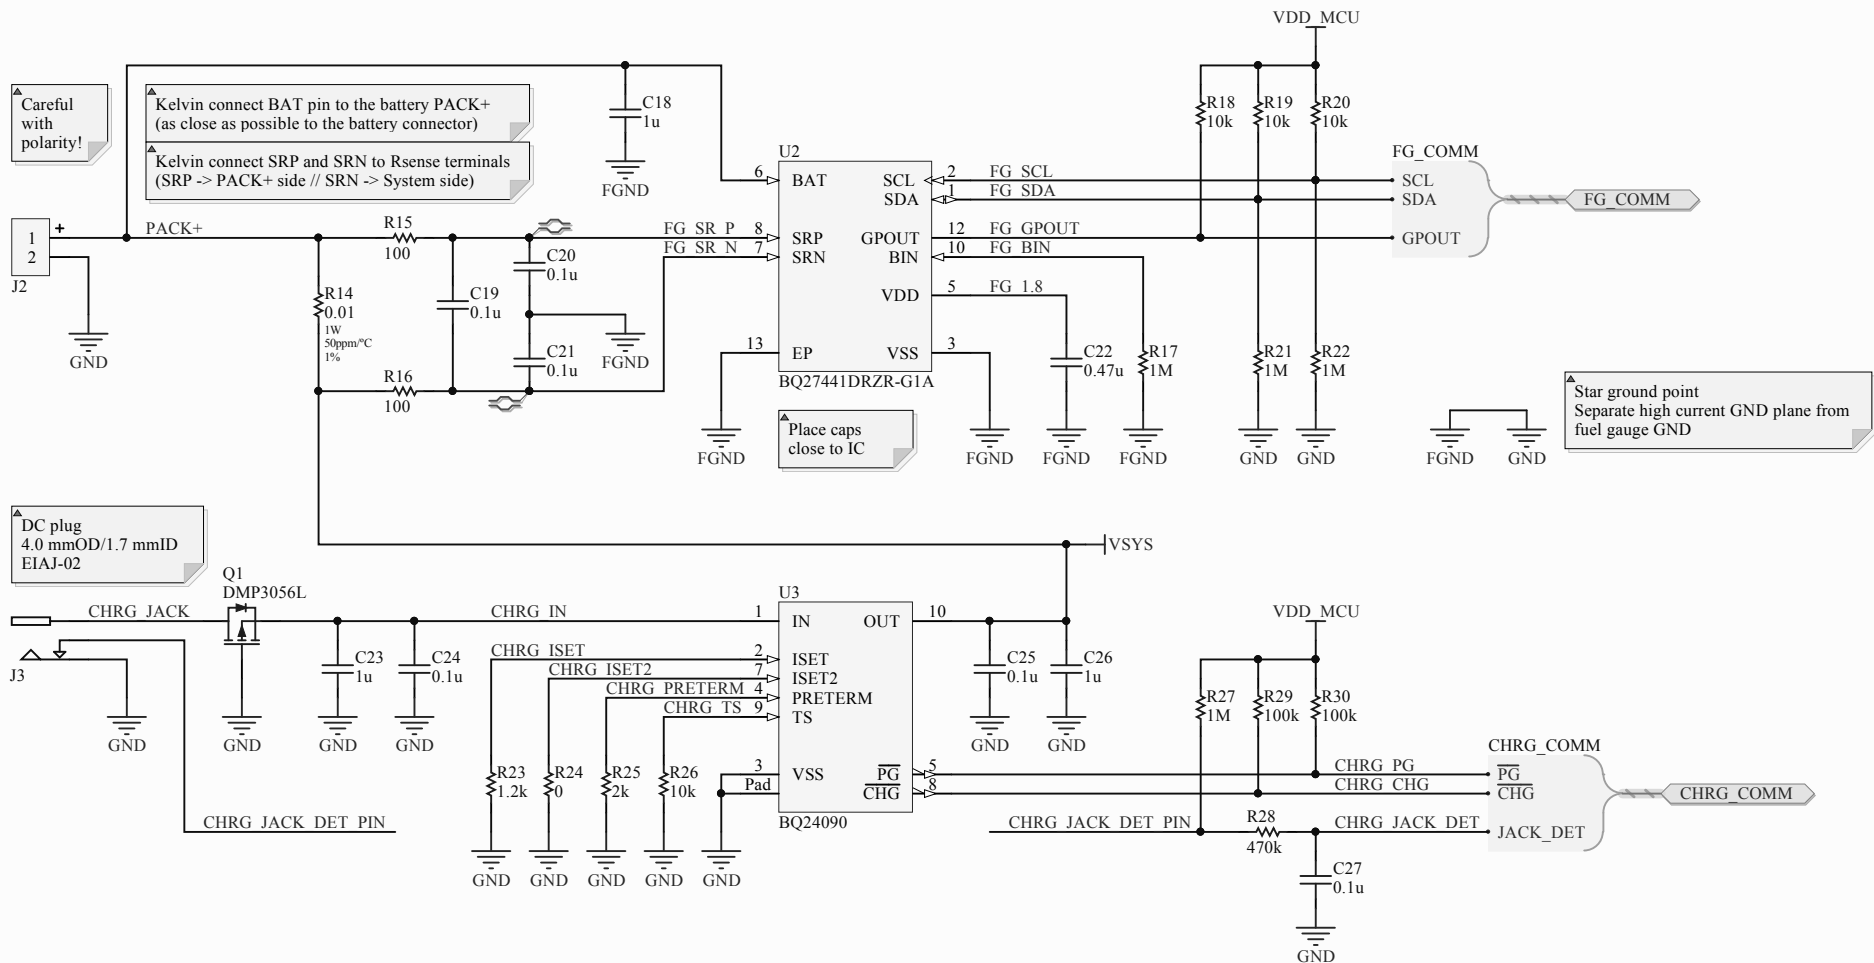 VDD_MCU
Careful
with
polarity!
Kelvin connect BAT pin to the battery PACK+
(as close as possible to the battery connector)
Kelvin connect SRP and SRN to Rsense terminals
(SRP -> PACK+ side // SRN -> System side)
C18
1u
FGND
R18
10k
R19
10k
R20
10k
U2
6 BAT
8 SRP
7 SRN
13 EP
SCL 2
SDA 1
GPOUT 12
BIN 10
VDD 5
VSS 3
BQ27441DRZR-G1A
FG_SCL
FG_SDA
FG_GPOUT
FG_BIN
FG_1.8
FG_COMM
SCL
SDA
GPOUT
FG_COMM
1
2
+
J2
GND
PACK+
R15
100
FG_SR_P
FG_SR_N
R14
0.01
1W
50ppm/°C
1%
C19
0.1u
C20
0.1u
FGND
C21
0.1u
R16
100
FGND
Place caps
close to IC
FGND
C22
0.47u
FGND
R17
1M
FGND
R21
1M
GND
R22
1M
GND
FGND
GND
Star ground point
Separate high current GND plane from
fuel gauge GND
DC plug
4.0 mmOD/1.7 mmID
EIAJ-02
VSYS
Q1
DMP3056L
CHRG_JACK
J3
GND
GND
C23
1u
GND
C24
0.1u
GND
CHRG_IN
CHRG_ISET
CHRG_ISET2
CHRG_PRETERM
CHRG_TS
U3
1 IN
2 ISET
7 ISET2
4 PRETERM
9 TS
3 VSS
Pad
OUT 10
PG 5
CHG 8
BQ24090
R23
1.2k
GND
R24
0
GND
R25
2k
GND
R26
10k
GND
GND
CHRG_JACK_DET_PIN
C25
0.1u
GND
C26
1u
GND
VDD_MCU
R27
1M
R29
100k
R30
100k
CHRG_PG
CHRG_CHG
CHRG_JACK_DET_PIN
R28
470k
CHRG_JACK_DET
C27
0.1u
GND
CHRG_COMM
PG
CHG
JACK_DET
CHRG_COMM